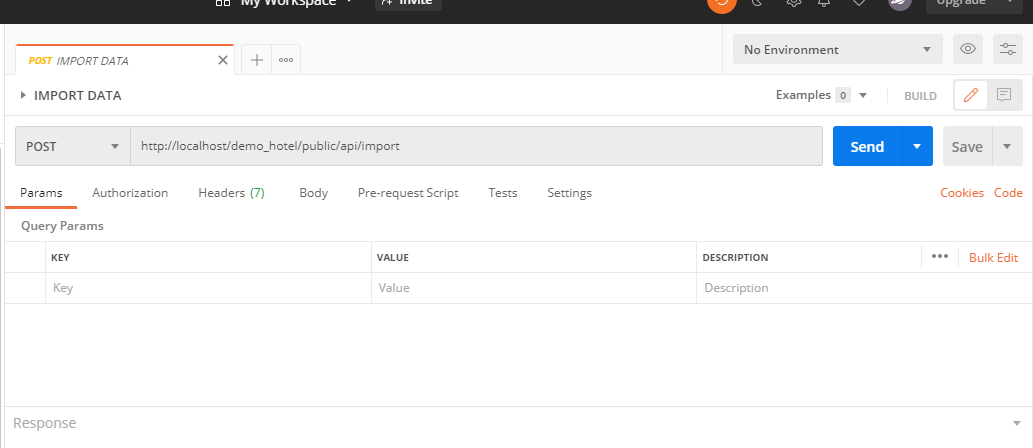 My Workspace Invite Upgrade
POST IMPORT DATA No Environment
IMPORT DATA Examples 0 BUILD
POST http://localhost/demo_hotel/public/api/import Send Save
Params Authorization Headers (7) Body Pre-request Script Tests Settings Cookies Code
Query Params
KEY VALUE DESCRIPTION Bulk Edit
Key Value Description
Response